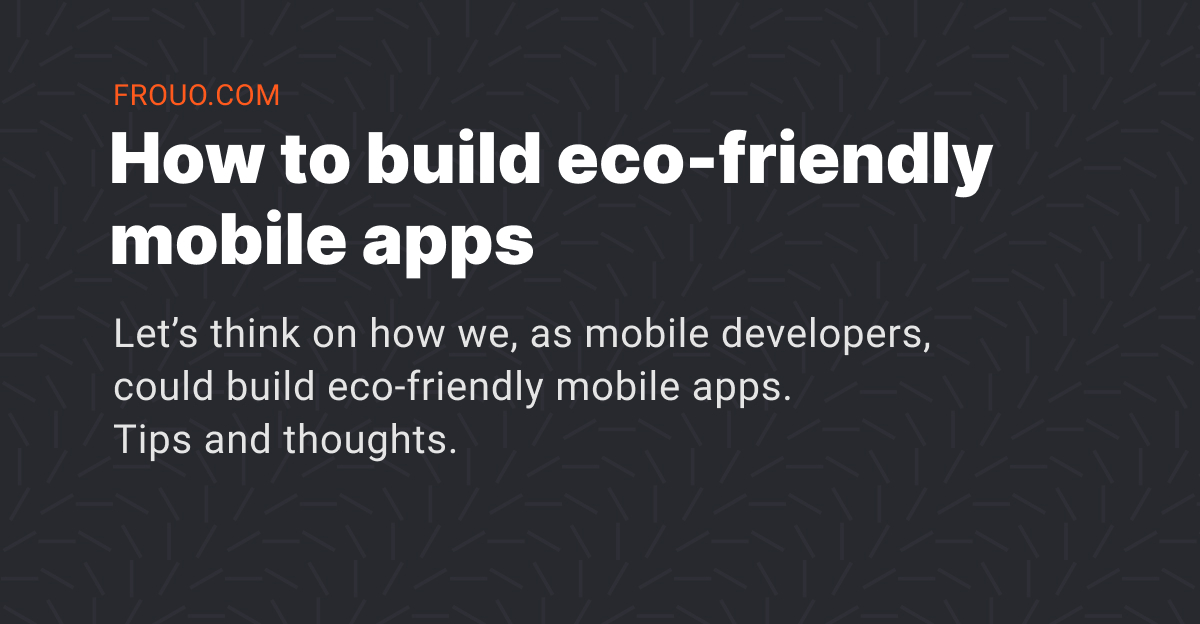 FROUO.COM
How to build eco-friendly
mobile apps
Let’s think on how we, as mobile developers,
could build eco-friendly mobile apps.
Tips and thoughts.